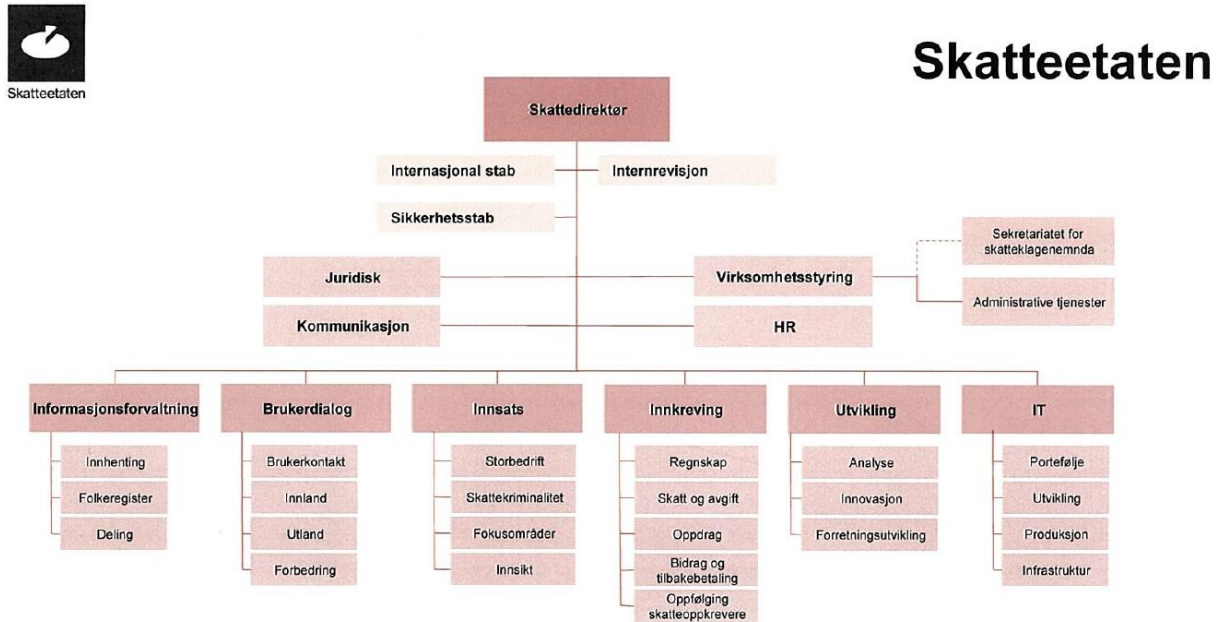 Skatteetaten
Skatteetaten
Skattedirektør
Internasjonal stab
Internrevisjon
Sikkerhetsstab
Sekretariatet for
skatteklagenemnda
Juridisk
Virksomhetsstyring
Administrative tjenester
Kommunikasjon
HR
Informasjonsforvaltning
Innhenting
Folkeregister
Deling
Brukerdialog
Brukerkontakt
Innland
Utland
Forbedring
Innsats
Storbedrift
Skattekriminalitet
Fokusområder
Innsikt
Innkreving
Regnskap
Skatt og avgift
Oppdrag
Bidrag og
tilbakebetaling
Oppfølging
skatteoppkrevere
Utvikling
Analyse
Innovasjon
Forretningsutvikling
IT
Portefølje
Utvikling
Produksjon
Infrastruktur